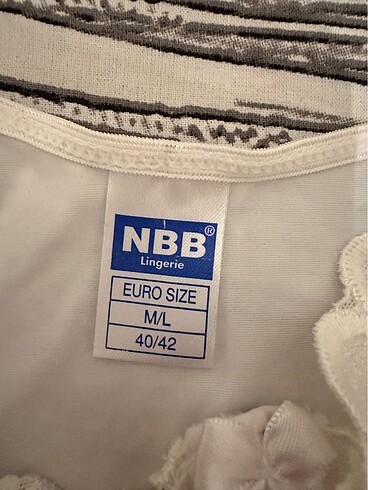 NBB®
Lingerie
EURO SIZE
M/L
40/42